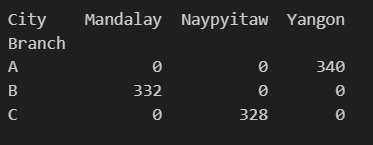 City Mandalay Naypyitaw Yangon
Branch
A 0 0 340
B 332 0 0
C 0 328 0